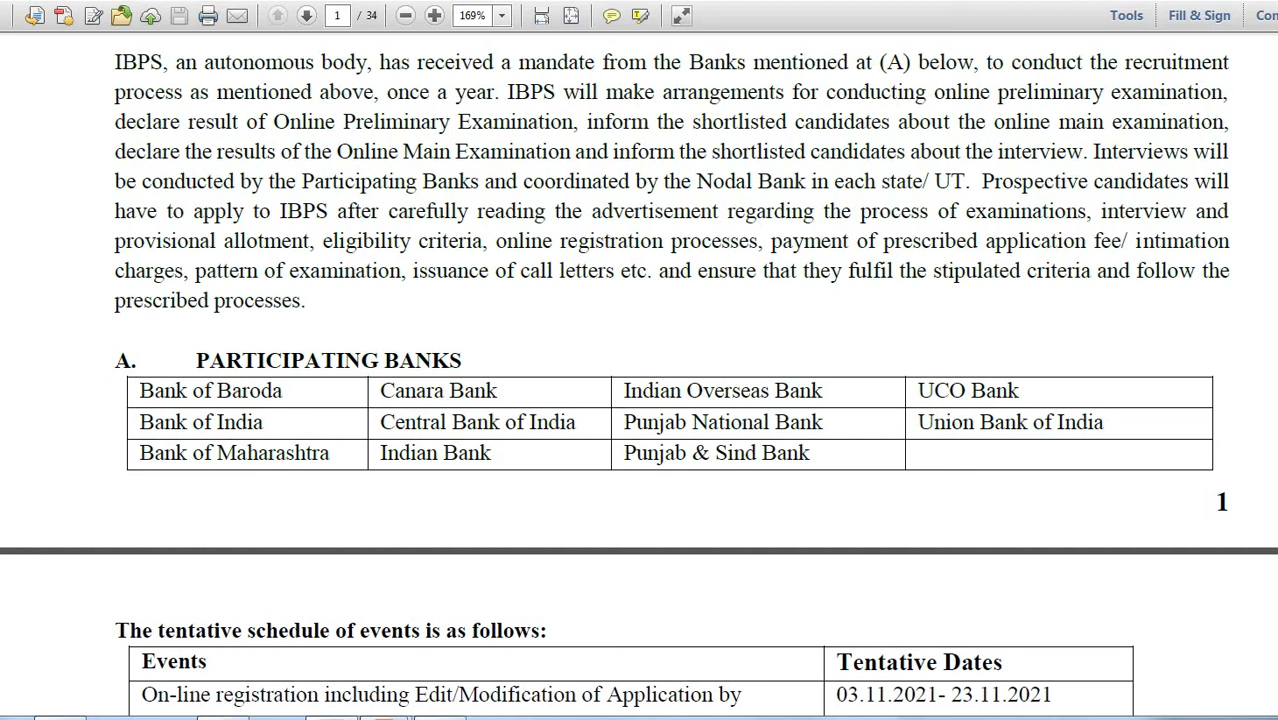 1 / 34 169% Tools Fill & Sign Con
IBPS, an autonomous body, has received a mandate from the Banks mentioned at (A) below, to conduct the recruitment
process as mentioned above, once a year. IBPS will make arrangements for conducting online preliminary examination,
declare result of Online Preliminary Examination, inform the shortlisted candidates about the online main examination,
declare the results of the Online Main Examination and inform the shortlisted candidates about the interview. Interviews will
be conducted by the Participating Banks and coordinated by the Nodal Bank in each state/ UT. Prospective candidates will
have to apply to IBPS after carefully reading the advertisement regarding the process of examinations, interview and
provisional allotment, eligibility criteria, online registration processes, payment of prescribed application fee/ intimation
charges, pattern of examination, issuance of call letters etc. and ensure that they fulfil the stipulated criteria and follow the
prescribed processes.
A. PARTICIPATING BANKS
Bank of Baroda Canara Bank Indian Overseas Bank UCO Bank
Bank of India Central Bank of India Punjab National Bank Union Bank of India
Bank of Maharashtra Indian Bank Punjab & Sind Bank
1
The tentative schedule of events is as follows:
Events Tentative Dates
On-line registration including Edit/Modification of Application by 03.11.2021- 23.11.2021